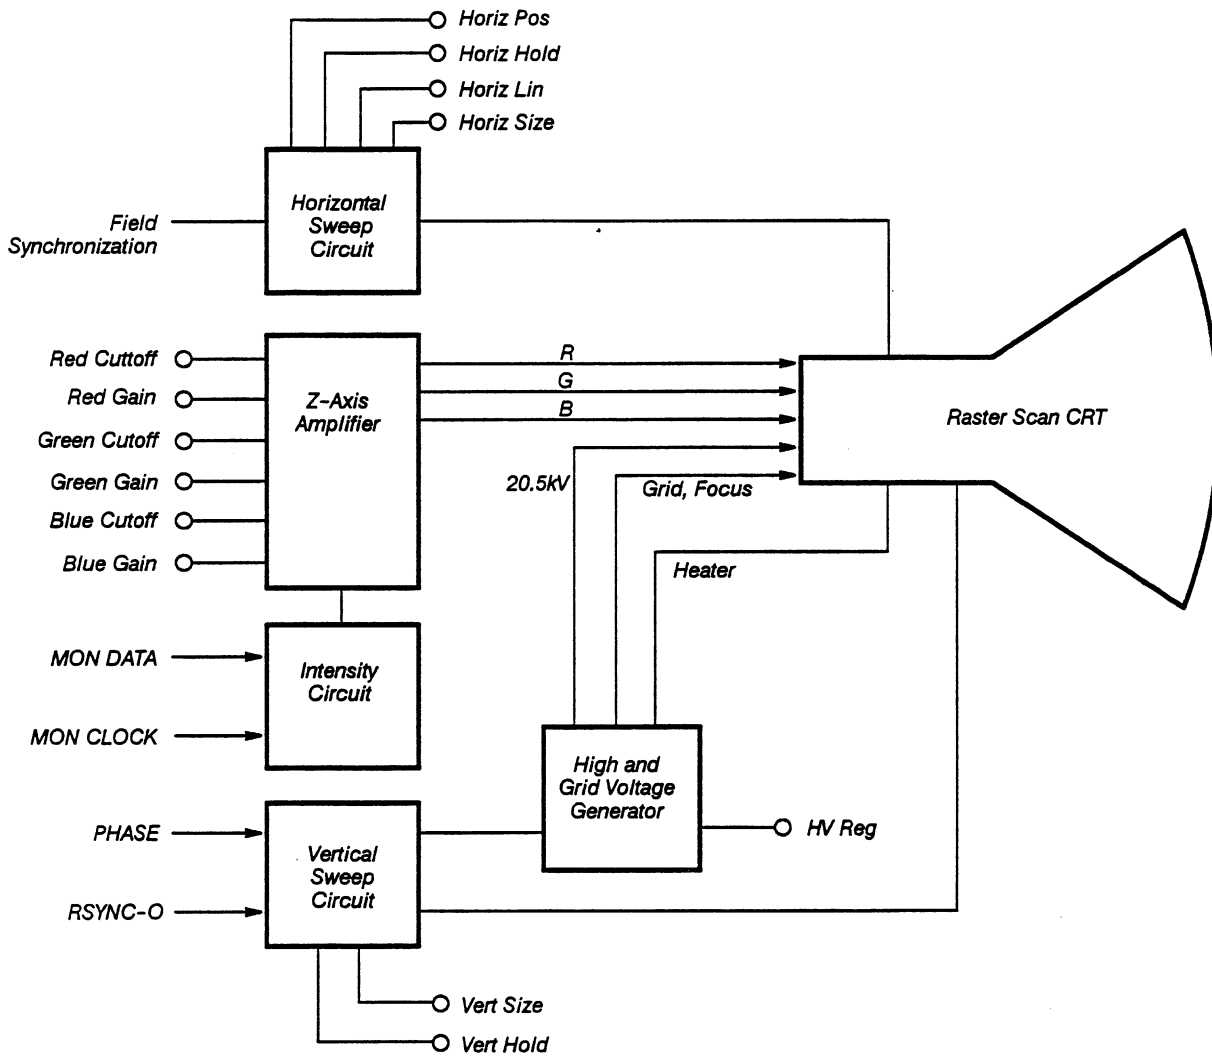 Horiz Pos
Horiz Hold
Horiz Lin
Horiz Size
Horizontal
Sweep
Circuit
Field
Synchronization
Red Cuttoff
Red Gain
Green Cutoff
Green Gain
Blue Cutoff
Blue Gain
Z-Axis
Amplifier
R
G
B
20.5kV
Grid, Focus
Heater
Raster Scan CRT
MON DATA
MON CLOCK
Intensity
Circuit
High and
Grid Voltage
Generator
HV Reg
PHASE
RSYNC-O
Vertical
Sweep
Circuit
Vert Size
Vert Hold